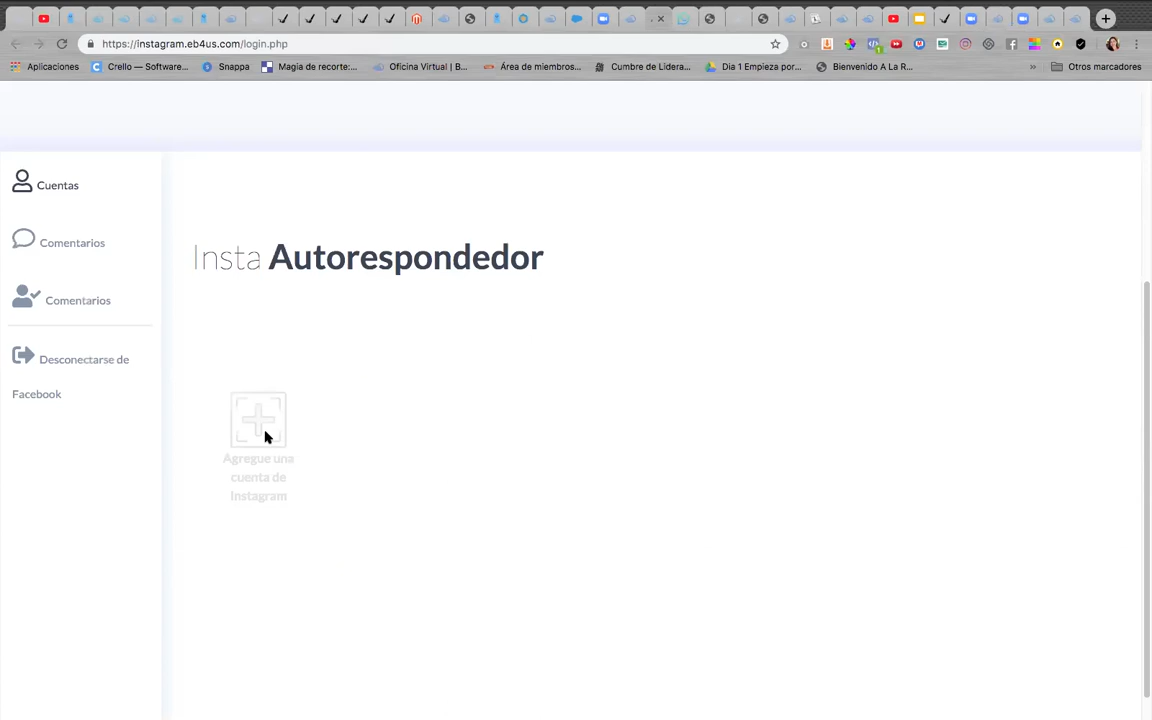 https://instagram.eb4us.com/login.php
Aplicaciones
Crello — Software...
Snappa
Magia de recorte:...
Oficina Virtual | B...
Área de miembros...
Cumbre de Lidera...
Dia 1 Empieza por...
Bienvenido A La R...
»
Otros marcadores
Cuentas
Comentarios
Comentarios
Desconectarse de
Facebook
Insta Autorespondedor
Agregue una
cuenta de
Instagram